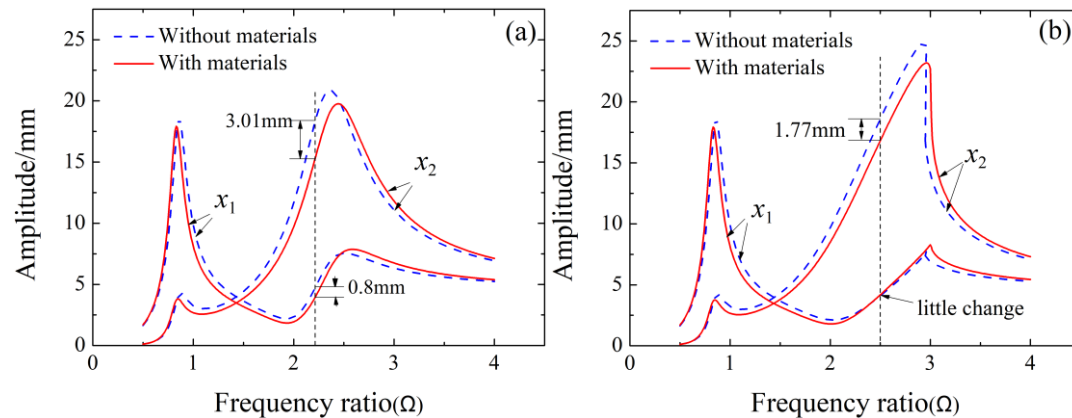 (a)
Without materials
With materials
25
20
15
10
5
0
3.01mm
x1
x2
0.8mm
0 1 2 3 4
Amplitude/mm
Frequency ratio(Ω)
(b)
Without materials
With materials
25
20
15
10
5
0
1.77mm
x1
x2
little change
0 1 2 3 4
Amplitude/mm
Frequency ratio(Ω)